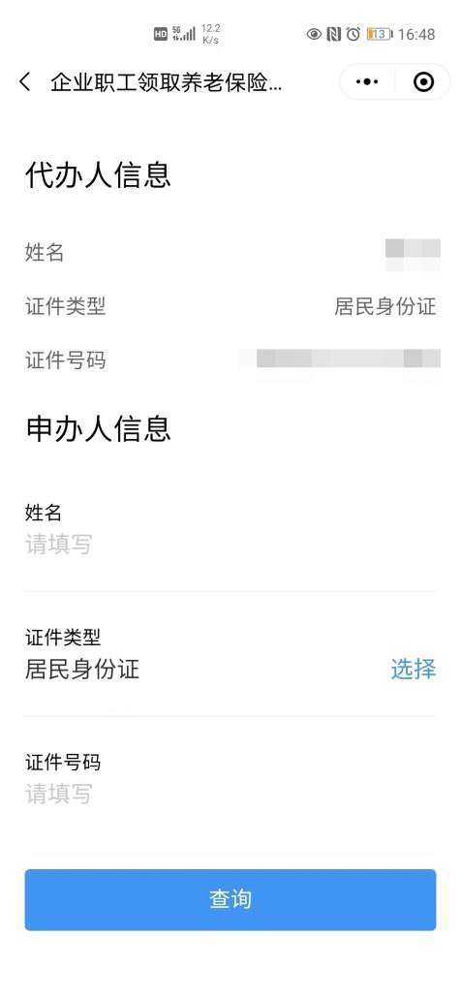 HD 5G 12.2 K/s 13 16:48
企业职工领取养老保险...
代办人信息
姓名
证件类型 居民身份证
证件号码
申办人信息
姓名
请填写
证件类型
居民身份证 选择
证件号码
请填写
查询